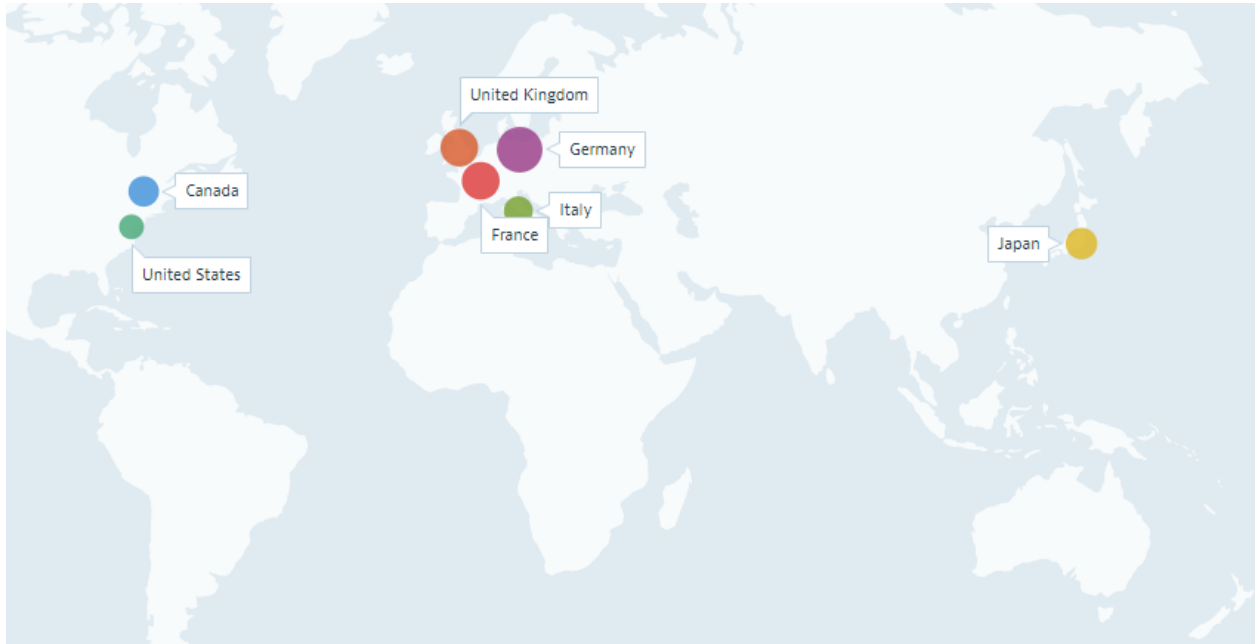 United Kingdom
Germany
Canada
Italy
France
Japan
United States